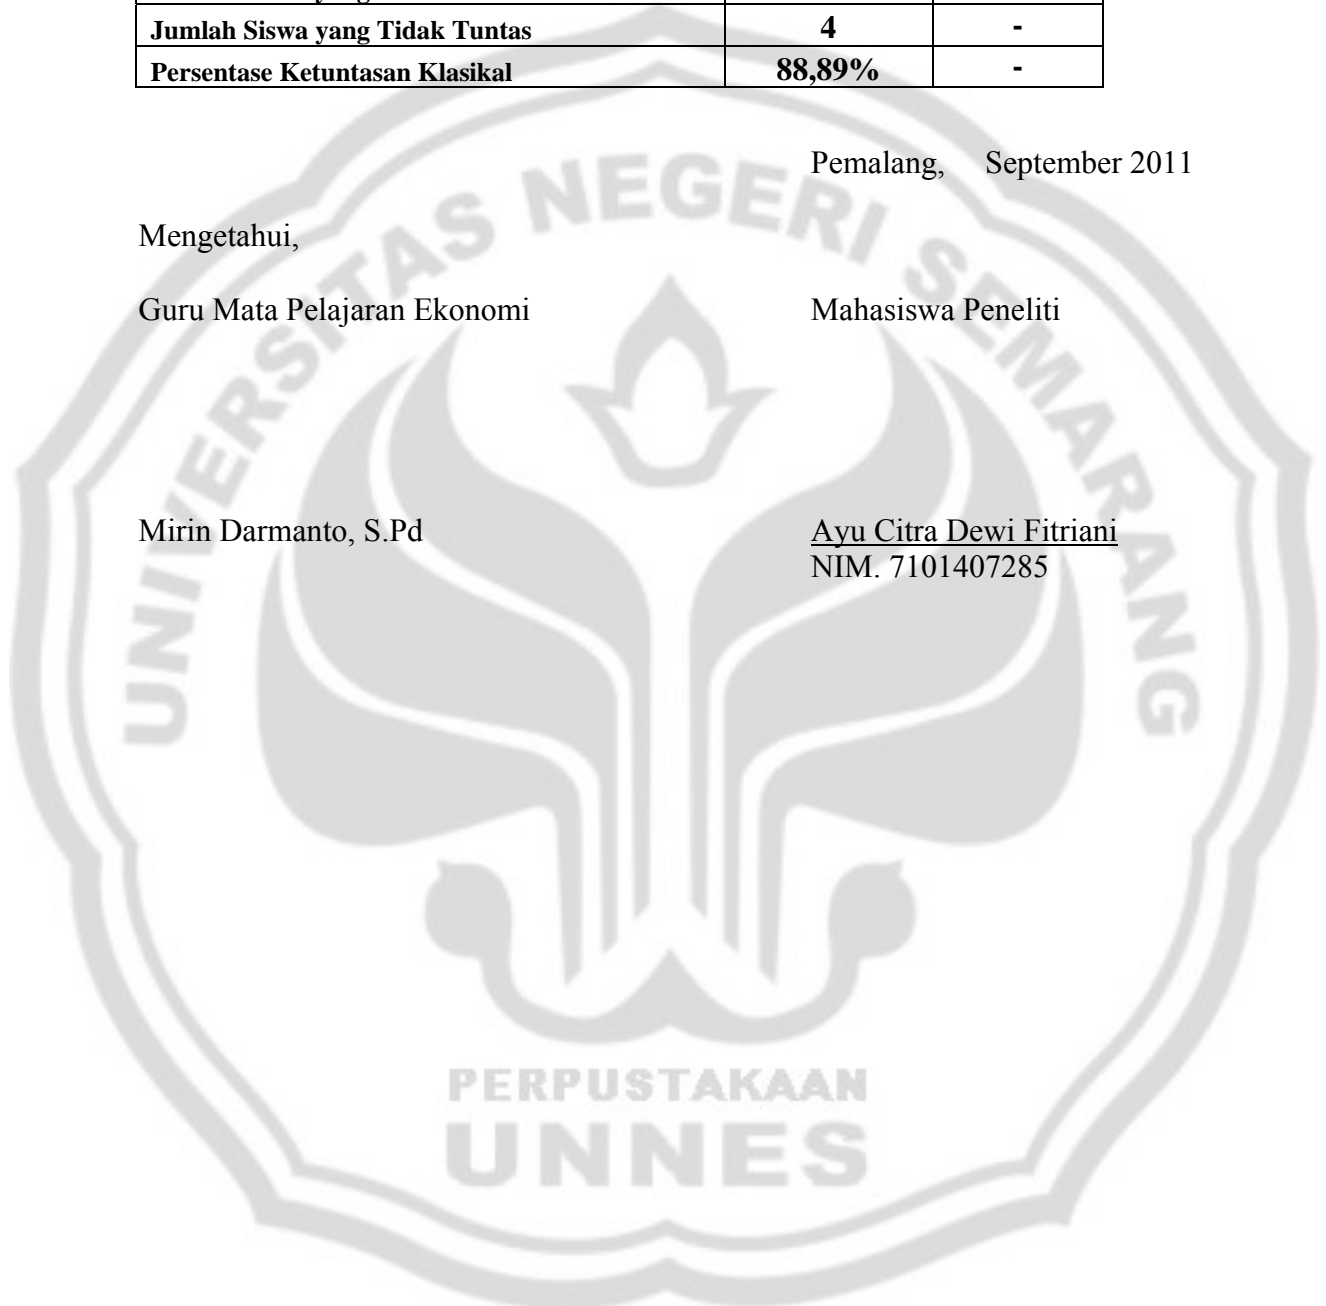 Jumlah Siswa yang Tidak Tuntas 4 -
Persentase Ketuntasan Klasikal 88,89% -
Pemalang, September 2011
Mengetahui,
Guru Mata Pelajaran Ekonomi Mahasiswa Peneliti
Mirin Darmanto, S.Pd Ayu Citra Dewi Fitriani
NIM. 7101407285
UNIVERSITAS NEGERI SEMARANG
PERPUSTAKAAN
UNNES